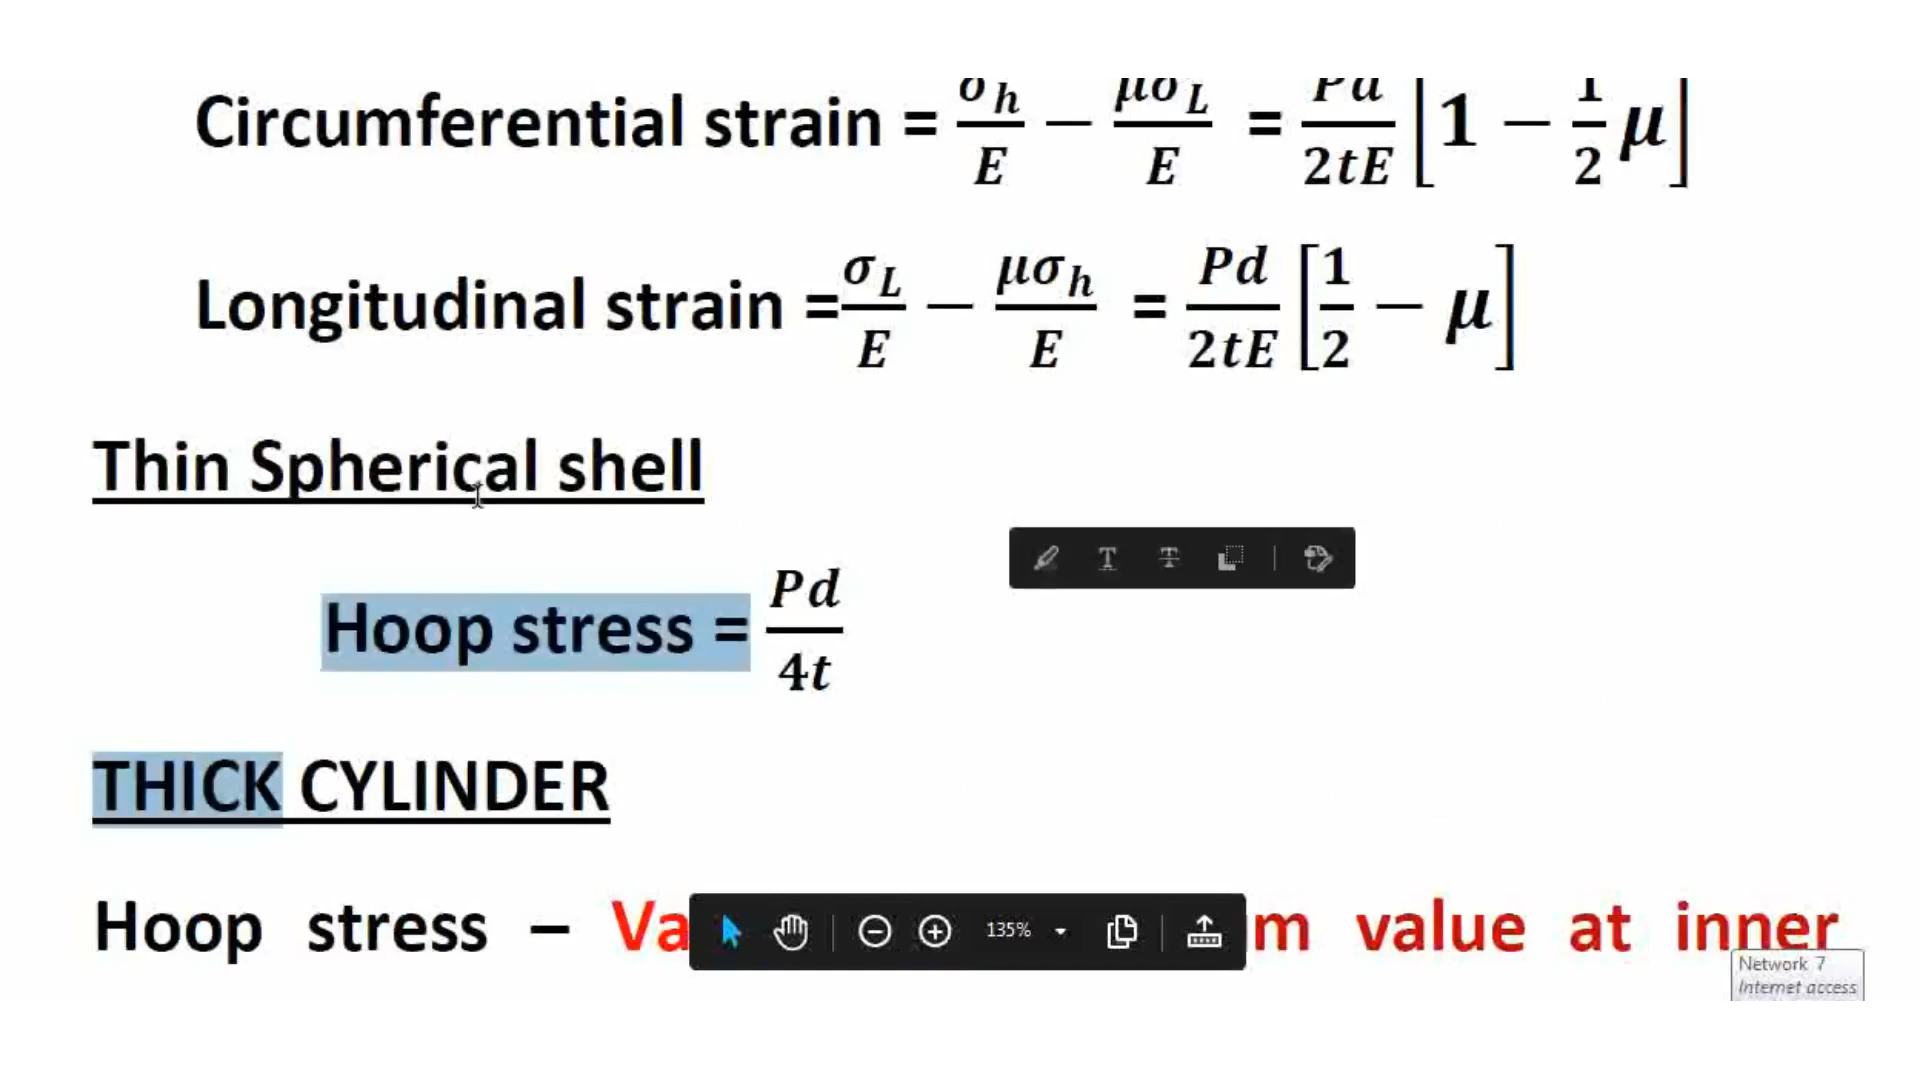 Circumferential strain = σh/E − μσL/E = Pd/2tE [1 − 1/2 μ]
Longitudinal strain = σL/E − μσh/E = Pd/2tE [1/2 − μ]
Thin Spherical shell
Hoop stress = Pd/4t
THICK CYLINDER
Hoop stress – m value at inner
135%
Network 7
Internet access